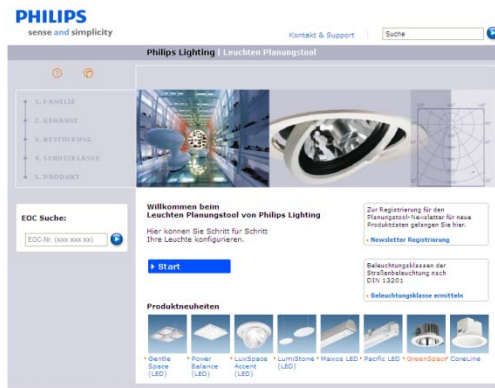 PHILIPS
sense and simplicity
Kontakt & Support
Suche
Philips Lighting | Leuchten Planungstool
1. FAMILIE
2. GEHÄUSE
3. BESTÜCKUNG
4. SCHUTZKLASSE
5. PRODUKT
EOC Suche:
EOC-Nr. (xxx xxx xx)
Willkommen beim
Leuchten Planungstool von Philips Lighting
Hier können Sie Schritt für Schritt
Ihre Leuchte konfigurieren.
Start
Zur Registrierung für den
Planungstool-Newsletter für neue
Produktdaten gelangen Sie hier.
Newsletter Registrierung
Beleuchtungsklassen der
Straßenbeleuchtung nach
DIN 13201
Beleuchtungsklasse ermitteln
Produktneuheiten
Gentle Space (LED)
Power Balance (LED)
LuxSpace Accent (LED)
LumiStone (LED)
Maxos LED
Pacific LED
GreenSpace
CoreLine